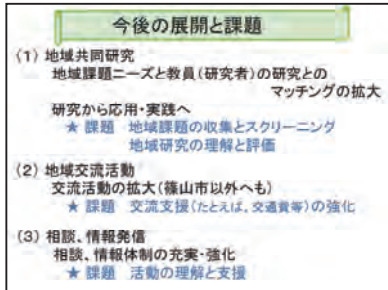 今後の展開と課題
(1) 地域共同研究
地域課題ニーズと教員(研究者)の研究との
マッチングの拡大
研究から応用・実践へ
★ 課題 地域課題の収集とスクリーニング
地域研究の理解と評価
(2) 地域交流活動
交流活動の拡大(篠山市以外へも)
★ 課題 交流支援(たとえば、交通費等)の強化
(3) 相談、情報発信
相談、情報体制の充実・強化
★ 課題 活動の理解と支援